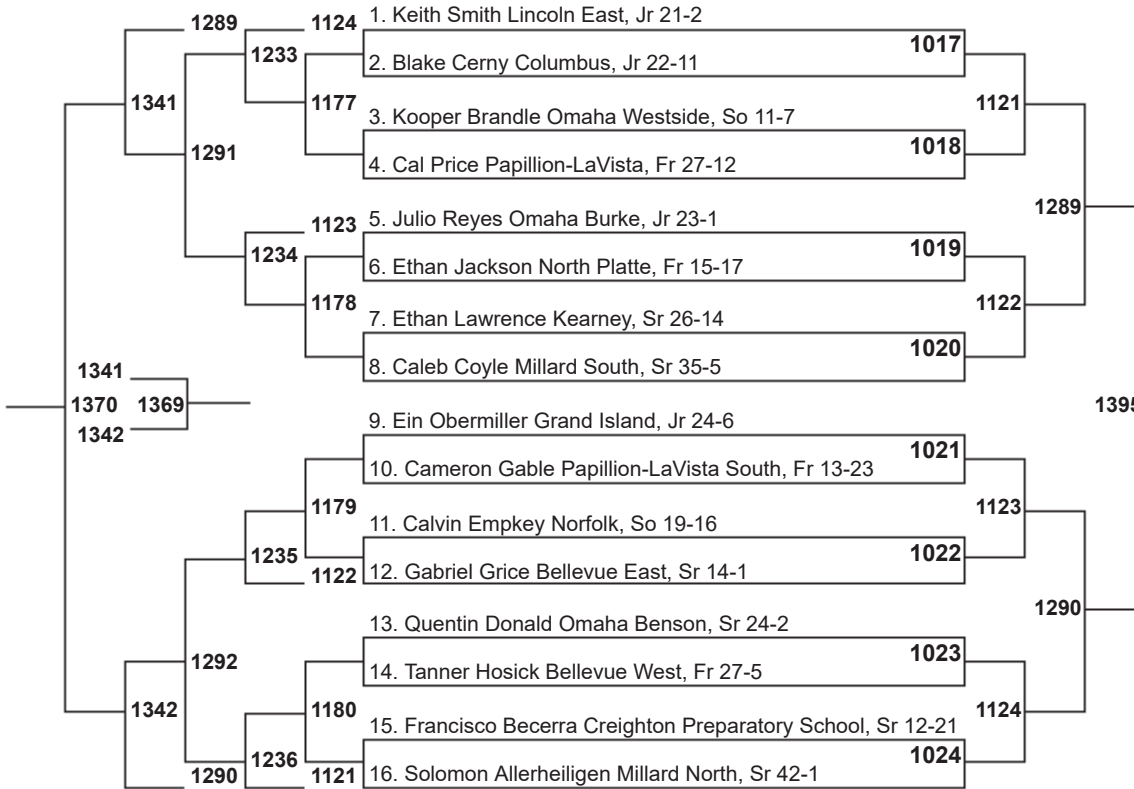 1289 1124 1. Keith Smith Lincoln East, Jr 21-2
1017
1233
2. Blake Cerny Columbus, Jr 22-11
1341 1177 1121
3. Kooper Brandle Omaha Westside, So 11-7
1291 1018
4. Cal Price Papillion-LaVista, Fr 27-12
1289
1123 5. Julio Reyes Omaha Burke, Jr 23-1
1019
1234
6. Ethan Jackson North Platte, Fr 15-17
1178 1122
7. Ethan Lawrence Kearney, Sr 26-14
1020
8. Caleb Coyle Millard South, Sr 35-5
1341
1370 1369 1395
1342
9. Ein Obermiller Grand Island, Jr 24-6
1021
10. Cameron Gable Papillion-LaVista South, Fr 13-23
1179 1123
11. Calvin Empkey Norfolk, So 19-16
1235 1022
1122 12. Gabriel Grice Bellevue East, Sr 14-1
1290
13. Quentin Donald Omaha Benson, Sr 24-2
1292 1023
14. Tanner Hosick Bellevue West, Fr 27-5
1342 1180 1124
15. Francisco Becerra Creighton Preparatory School, Sr 12-21
1236 1024
1290 1121 16. Solomon Allerheiligen Millard North, Sr 42-1